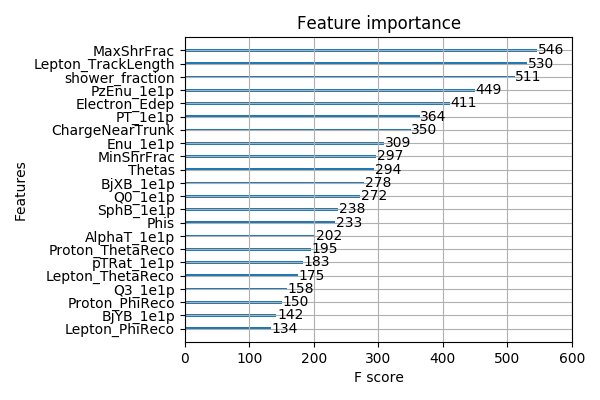 Feature importance
Features
MaxShrFrac 546
Lepton_TrackLength 530
shower_fraction 511
PzEnu_1e1p 449
Electron_Edep 411
PT_1e1p 364
ChargeNearTrunk 350
Enu_1e1p 309
MinShrFrac 297
Thetas 294
BjXB_1e1p 278
Q0_1e1p 272
SphB_1e1p 238
Phis 233
AlphaT_1e1p 202
Proton_ThetaReco 195
pTRat_1e1p 183
Lepton_ThetaReco 175
Q3_1e1p 158
Proton_PhiReco 150
BjYB_1e1p 142
Lepton_PhiReco 134
0 100 200 300 400 500 600
F score